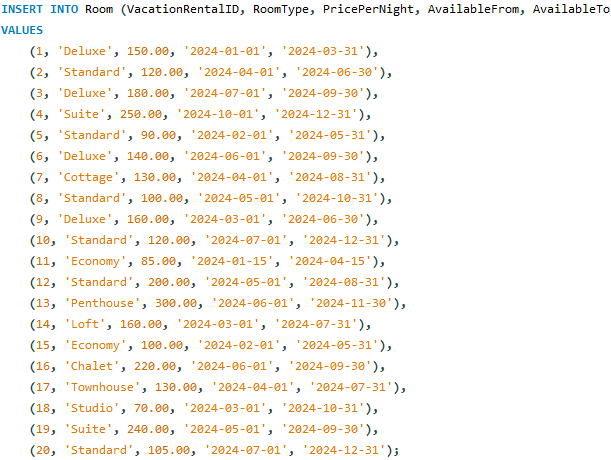 INSERT INTO Room (VacationRentalID, RoomType, PricePerNight, AvailableFrom, AvailableTo
VALUES
(1, 'Deluxe', 150.00, '2024-01-01', '2024-03-31'),
(2, 'Standard', 120.00, '2024-04-01', '2024-06-30'),
(3, 'Deluxe', 180.00, '2024-07-01', '2024-09-30'),
(4, 'Suite', 250.00, '2024-10-01', '2024-12-31'),
(5, 'Standard', 90.00, '2024-02-01', '2024-05-31'),
(6, 'Deluxe', 140.00, '2024-06-01', '2024-09-30'),
(7, 'Cottage', 130.00, '2024-04-01', '2024-08-31'),
(8, 'Standard', 100.00, '2024-05-01', '2024-10-31'),
(9, 'Deluxe', 160.00, '2024-03-01', '2024-06-30'),
(10, 'Standard', 120.00, '2024-07-01', '2024-12-31'),
(11, 'Economy', 85.00, '2024-01-15', '2024-04-15'),
(12, 'Standard', 200.00, '2024-05-01', '2024-08-31'),
(13, 'Penthouse', 300.00, '2024-06-01', '2024-11-30'),
(14, 'Loft', 160.00, '2024-03-01', '2024-07-31'),
(15, 'Economy', 100.00, '2024-02-01', '2024-05-31'),
(16, 'Chalet', 220.00, '2024-06-01', '2024-09-30'),
(17, 'Townhouse', 130.00, '2024-04-01', '2024-07-31'),
(18, 'Studio', 70.00, '2024-03-01', '2024-10-31'),
(19, 'Suite', 240.00, '2024-05-01', '2024-09-30'),
(20, 'Standard', 105.00, '2024-07-01', '2024-12-31');